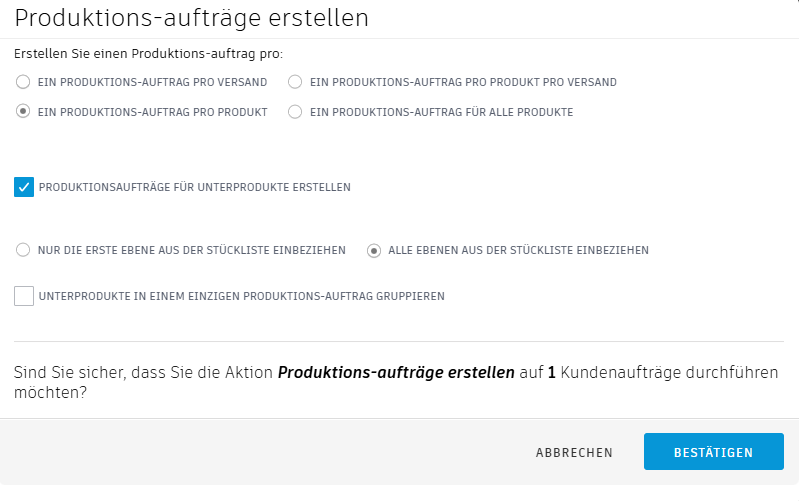 Produktions-aufträge erstellen
Erstellen Sie einen Produktions-auftrag pro:
EIN PRODUKTIONS-AUFTRAG PRO VERSAND
EIN PRODUKTIONS-AUFTRAG PRO PRODUKT PRO VERSAND
EIN PRODUKTIONS-AUFTRAG PRO PRODUKT
EIN PRODUKTIONS-AUFTRAG FÜR ALLE PRODUKTE
PRODUKTIONSAUFTRÄGE FÜR UNTERPRODUKTE ERSTELLEN
NUR DIE ERSTE EBENE AUS DER STÜCKLISTE EINBEZIEHEN
ALLE EBENEN AUS DER STÜCKLISTE EINBEZIEHEN
UNTERPRODUKTE IN EINEM EINZIGEN PRODUKTIONS-AUFTRAG GRUPPIEREN
Sind Sie sicher, dass Sie die Aktion Produktions-aufträge erstellen auf 1 Kundenaufträge durchführen
möchten?
ABBRECHEN
BESTÄTIGEN